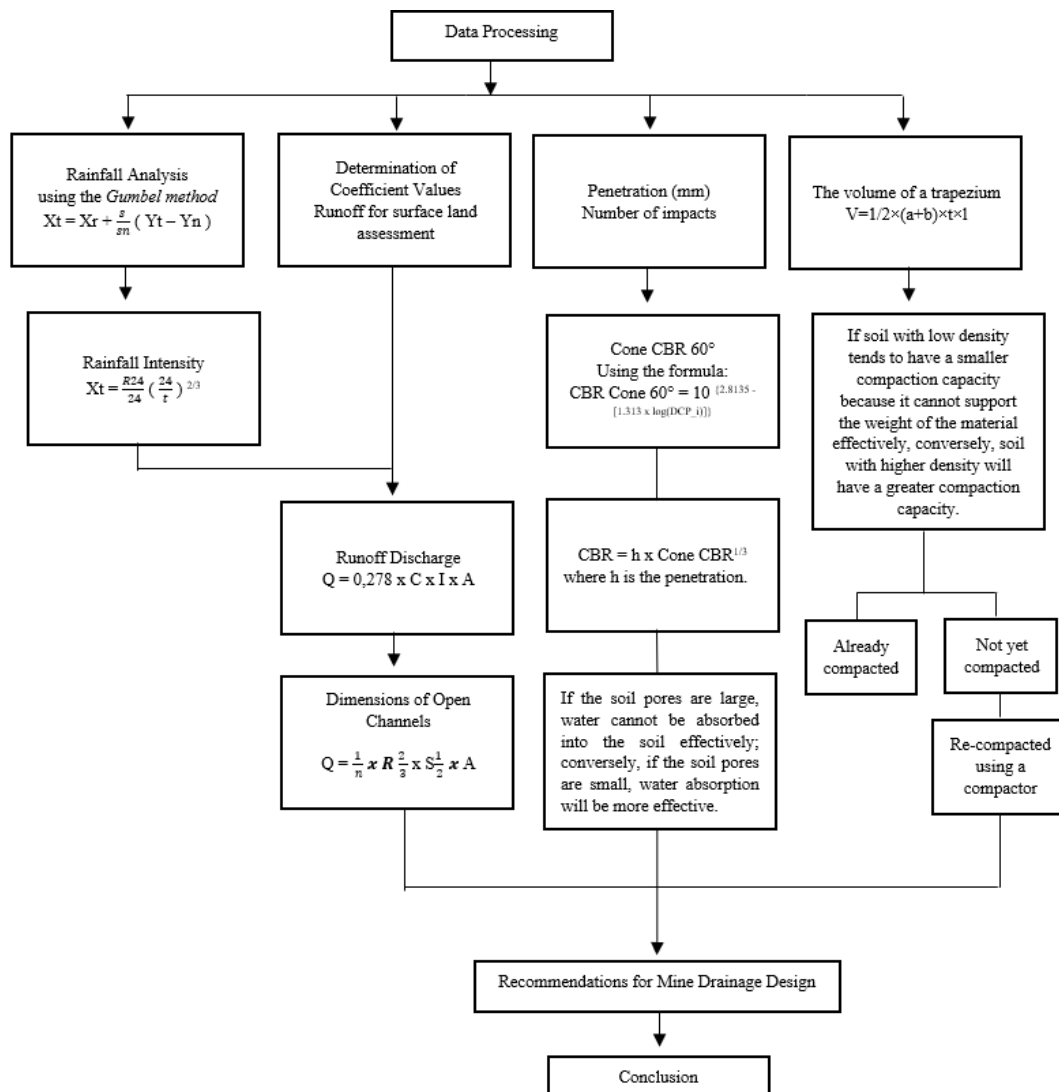 Data Processing
Rainfall Analysis
using the Gumbel method
Xt = Xr + s/sn ( Yt – Yn )
Determination of
Coefficient Values
Runoff for surface land
assessment
Penetration (mm)
Number of impacts
The volume of a trapezium
V=1/2×(a+b)×t×1
Rainfall Intensity
Xt = R24/24 ( 24/t ) 2/3
Cone CBR 60°
Using the formula:
CBR Cone 60° = 10 {2.8135 -
[1.313 x log(DCP_i)]}
If soil with low density
tends to have a smaller
compaction capacity
because it cannot support
the weight of the material
effectively, conversely, soil
with higher density will
have a greater compaction
capacity.
Runoff Discharge
Q = 0,278 x C x I x A
CBR = h x Cone CBR1/3
where h is the penetration.
Already
compacted
Not yet
compacted
Dimensions of Open
Channels
Q = 1/n x R 2/3 x S1/2 x A
If the soil pores are large,
water cannot be absorbed
into the soil effectively;
conversely, if the soil pores
are small, water absorption
will be more effective.
Re-compacted
using a
compactor
Recommendations for Mine Drainage Design
Conclusion